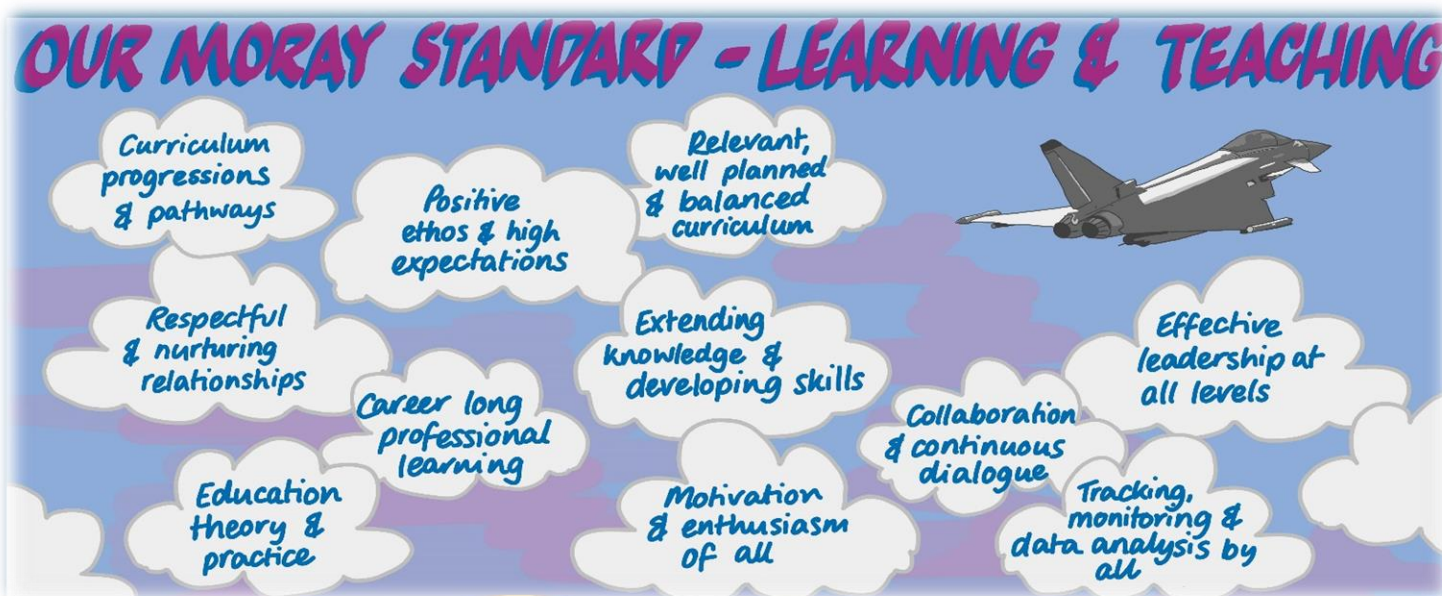 OUR MORAY STANDARD - LEARNING & TEACHING
Curriculum
progressions
& pathways
Positive
ethos & high
expectations
Relevant,
well planned
& balanced
curriculum
Respectful
& nurturing
relationships
Extending
knowledge &
developing skills
Effective
leadership at
all levels
Career long
professional
learning
Collaboration
& continuous
dialogue
Education
theory &
practice
Motivation
& enthusiasm
of all
Tracking,
monitoring &
data analysis by
all